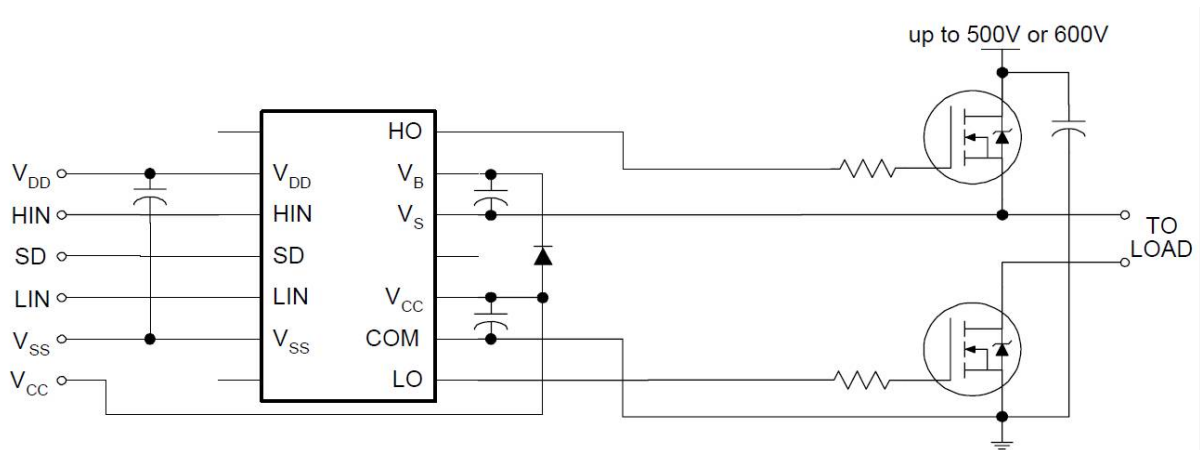 up to 500V or 600V
HO
VDD
VDD
VB
HIN
HIN
VS
TO
LOAD
SD
SD
LIN
LIN
VCC
VSS
VSS
COM
VCC
LO